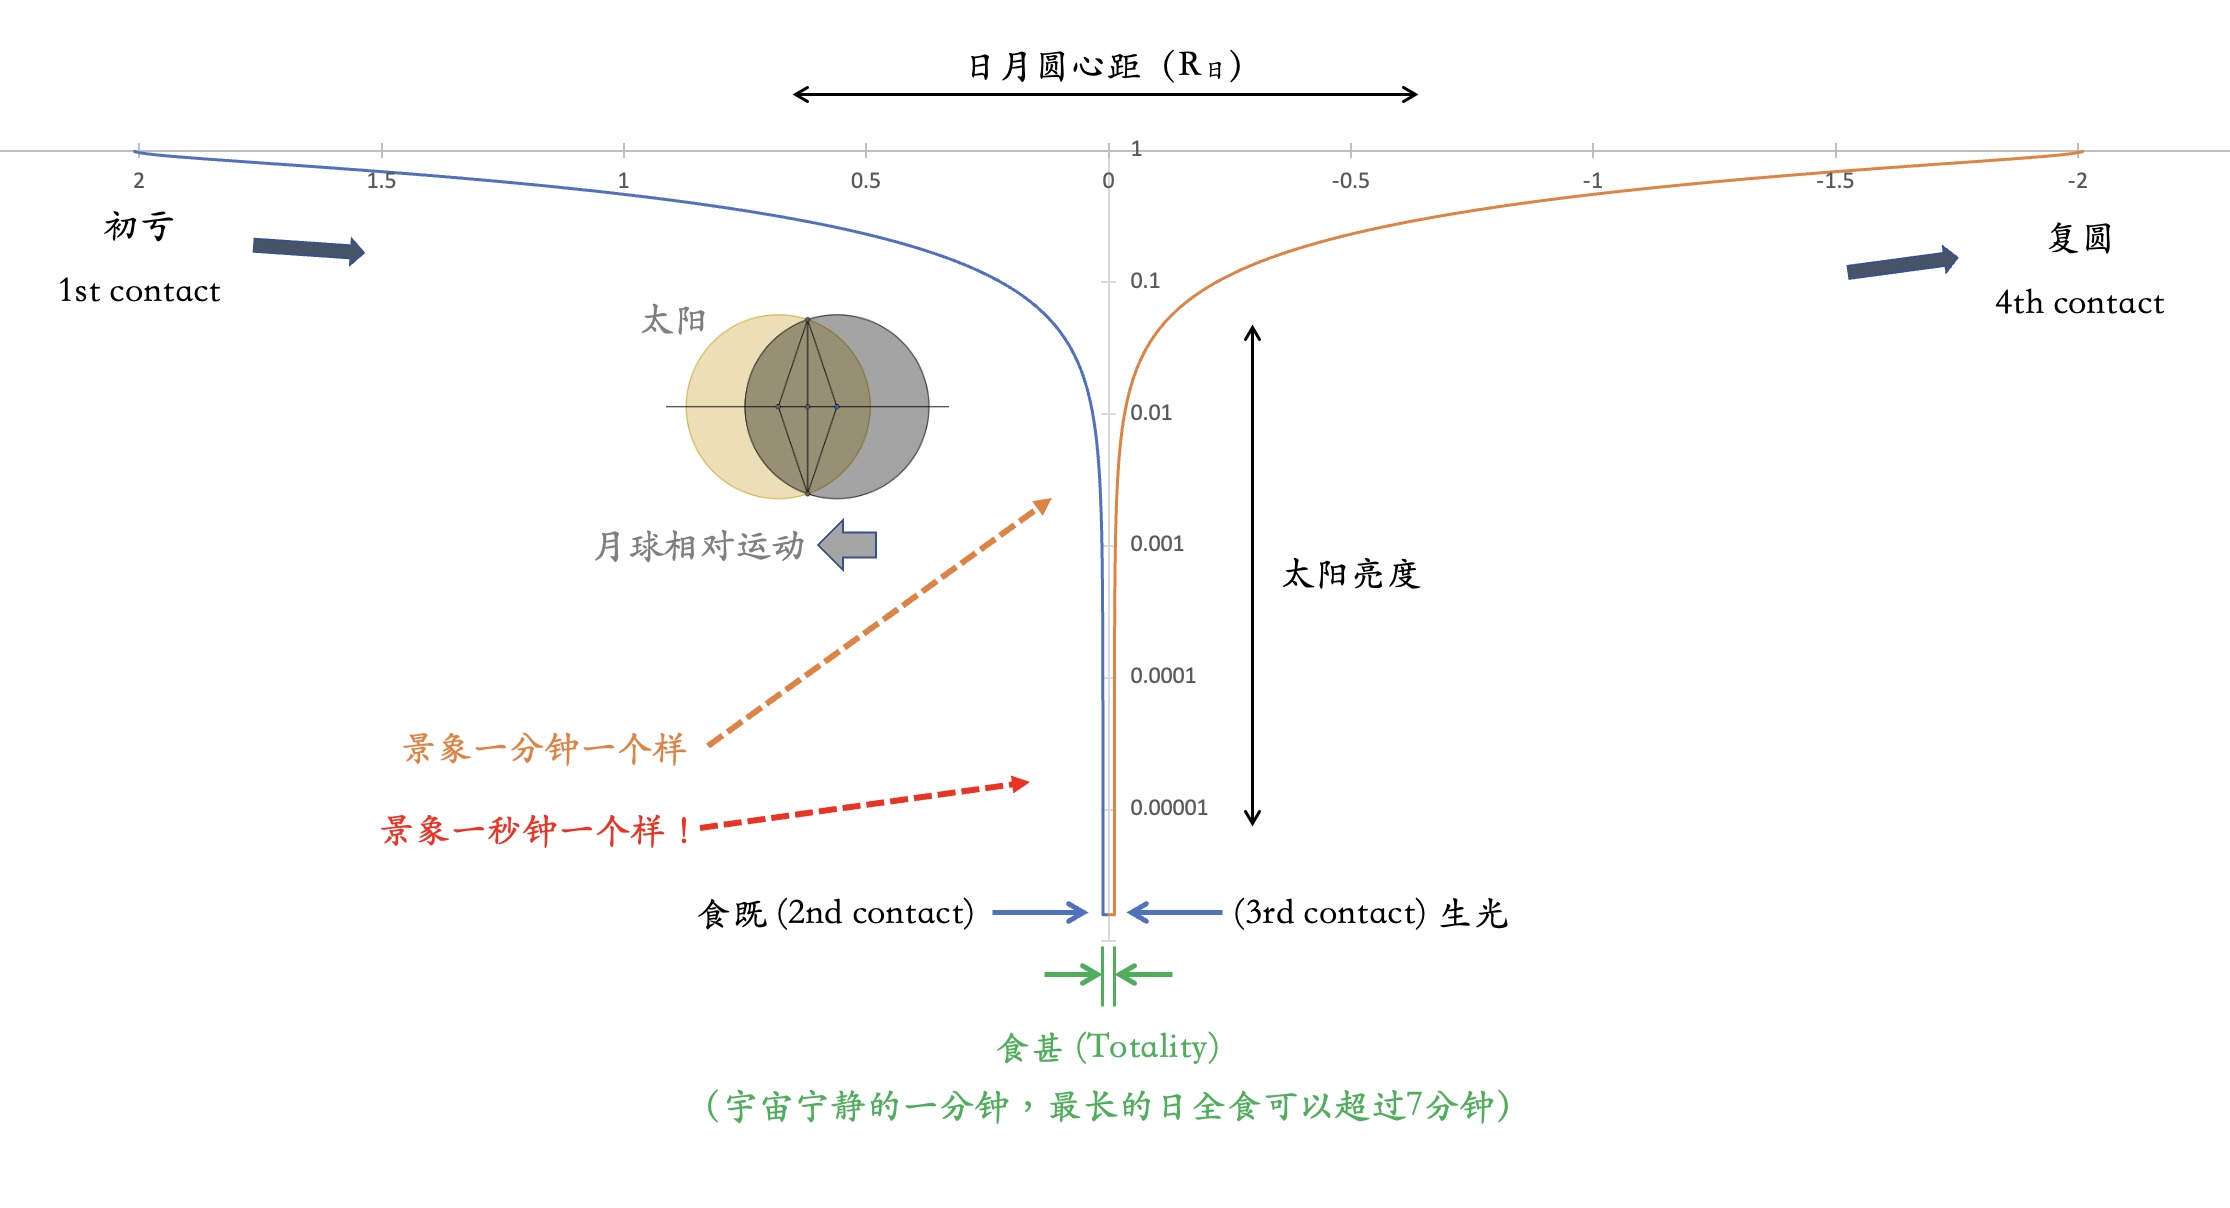 日月圆心距（R日）
1
2
1.5
1
0.5
0
-0.5
-1
-1.5
-2
初亏
1st contact
复圆
4th contact
0.1
太阳
0.01
月球相对运动
0.001
太阳亮度
0.0001
景象一分钟一个样
0.00001
景象一秒钟一个样！
食既 (2nd contact)
(3rd contact) 生光
食甚 (Totality)
（宇宙宁静的一分钟，最长的日全食可以超过7分钟）